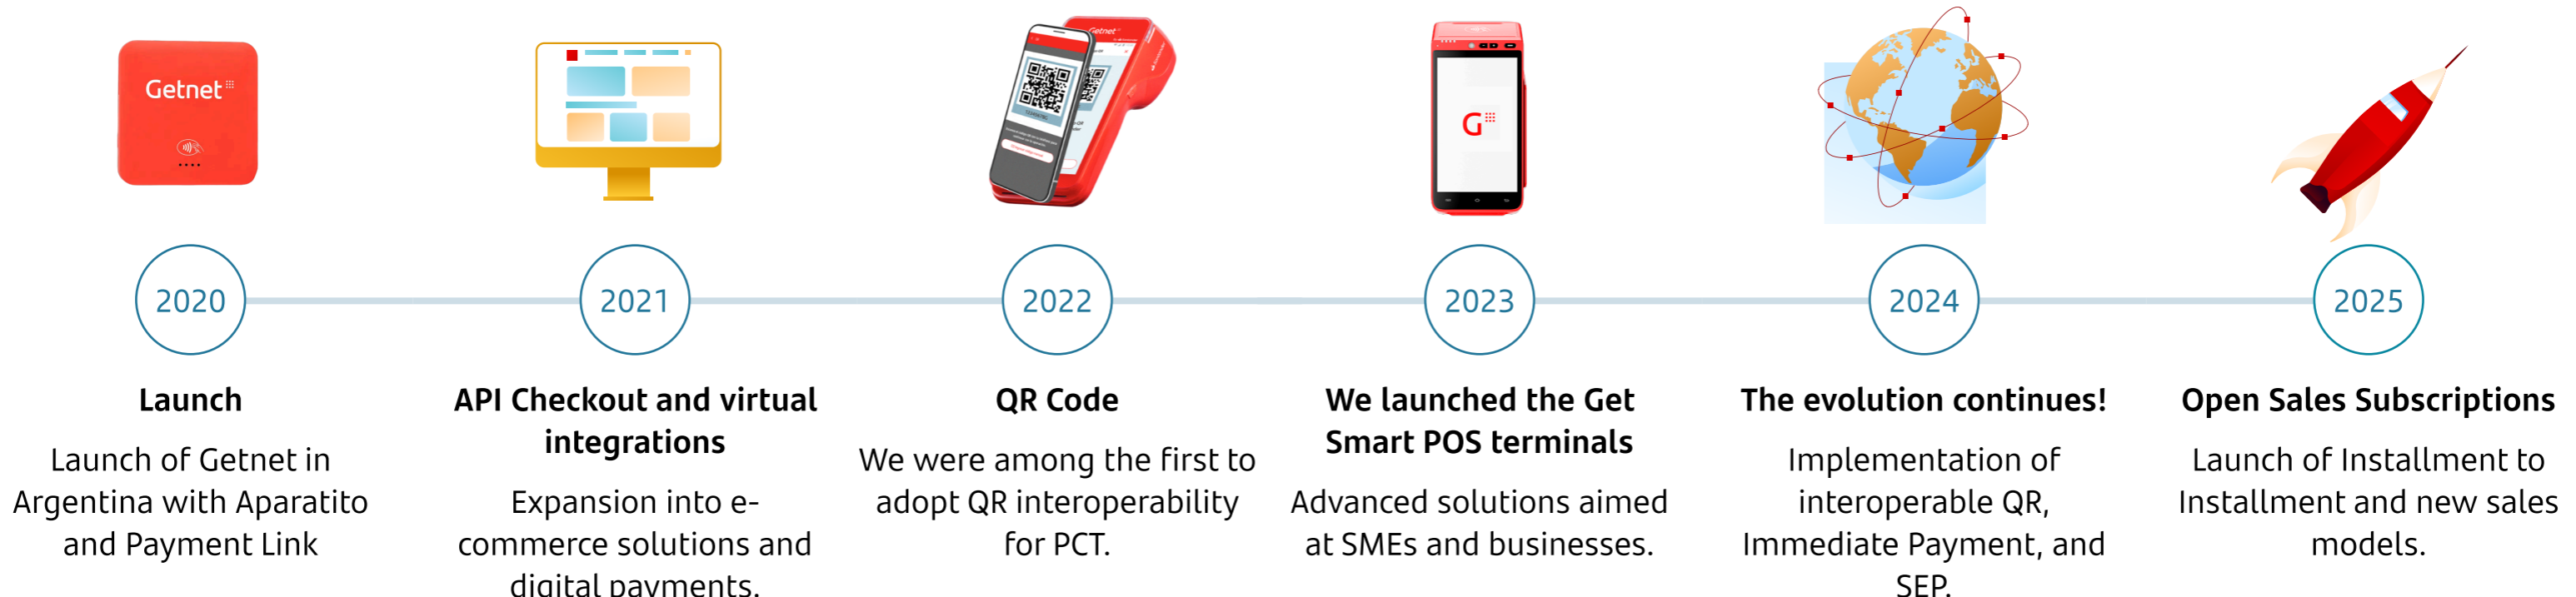 Getnet
Getnet
G
2020
2021
2022
2023
2024
2025
Launch
Launch of Getnet in
Argentina with Aparatito
and Payment Link
API Checkout and virtual
integrations
Expansion into e-
commerce solutions and
digital payments.
QR Code
We were among the first to
adopt QR interoperability
for PCT.
We launched the Get
Smart POS terminals
Advanced solutions aimed
at SMEs and businesses.
The evolution continues!
Implementation of
interoperable QR,
Immediate Payment, and
SEP.
Open Sales Subscriptions
Launch of Installment to
Installment and new sales
models.